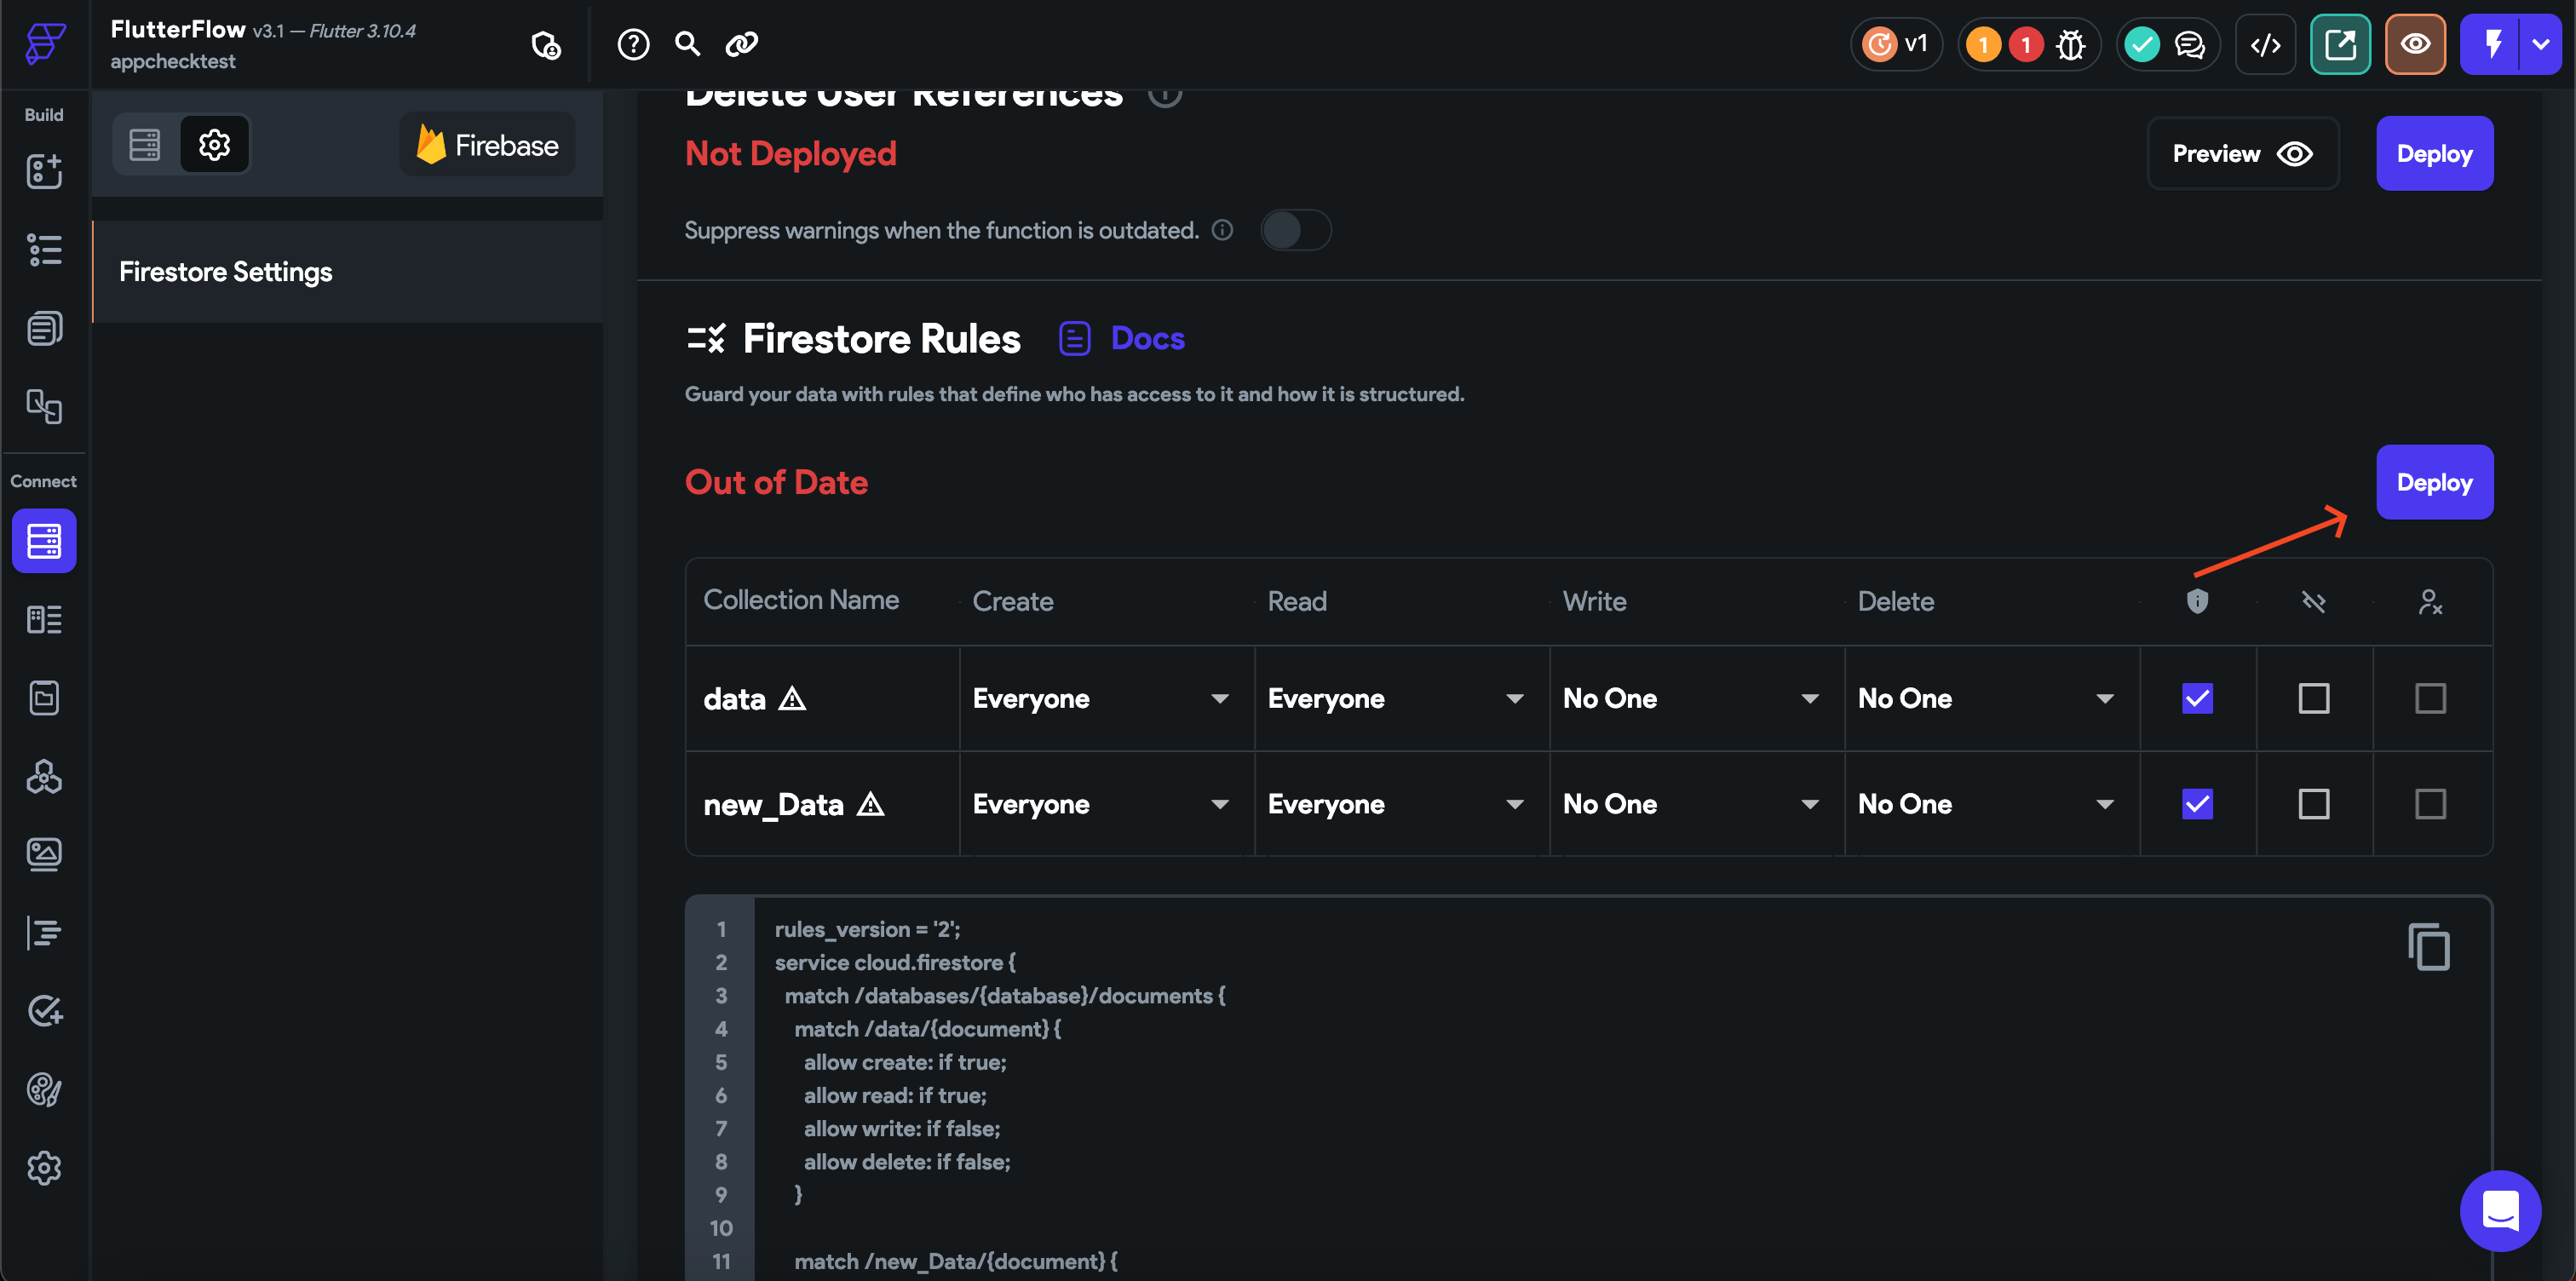 FlutterFlow v3.1 — Flutter 3.10.4
appchecktest
v1
1
1
Build
Firebase
Firestore Settings
Connect
Delete User References
Not Deployed
Preview
Deploy
Suppress warnings when the function is outdated.
Firestore Rules
Docs
Guard your data with rules that define who has access to it and how it is structured.
Out of Date
Deploy
Collection Name Create Read Write Delete
data Everyone Everyone No One No One
new_Data Everyone Everyone No One No One
1 rules_version = '2';
2 service cloud.firestore {
3 match /databases/{database}/documents {
4 match /data/{document} {
5 allow create: if true;
6 allow read: if true;
7 allow write: if false;
8 allow delete: if false;
9 }
10
11 match /new_Data/{document} {